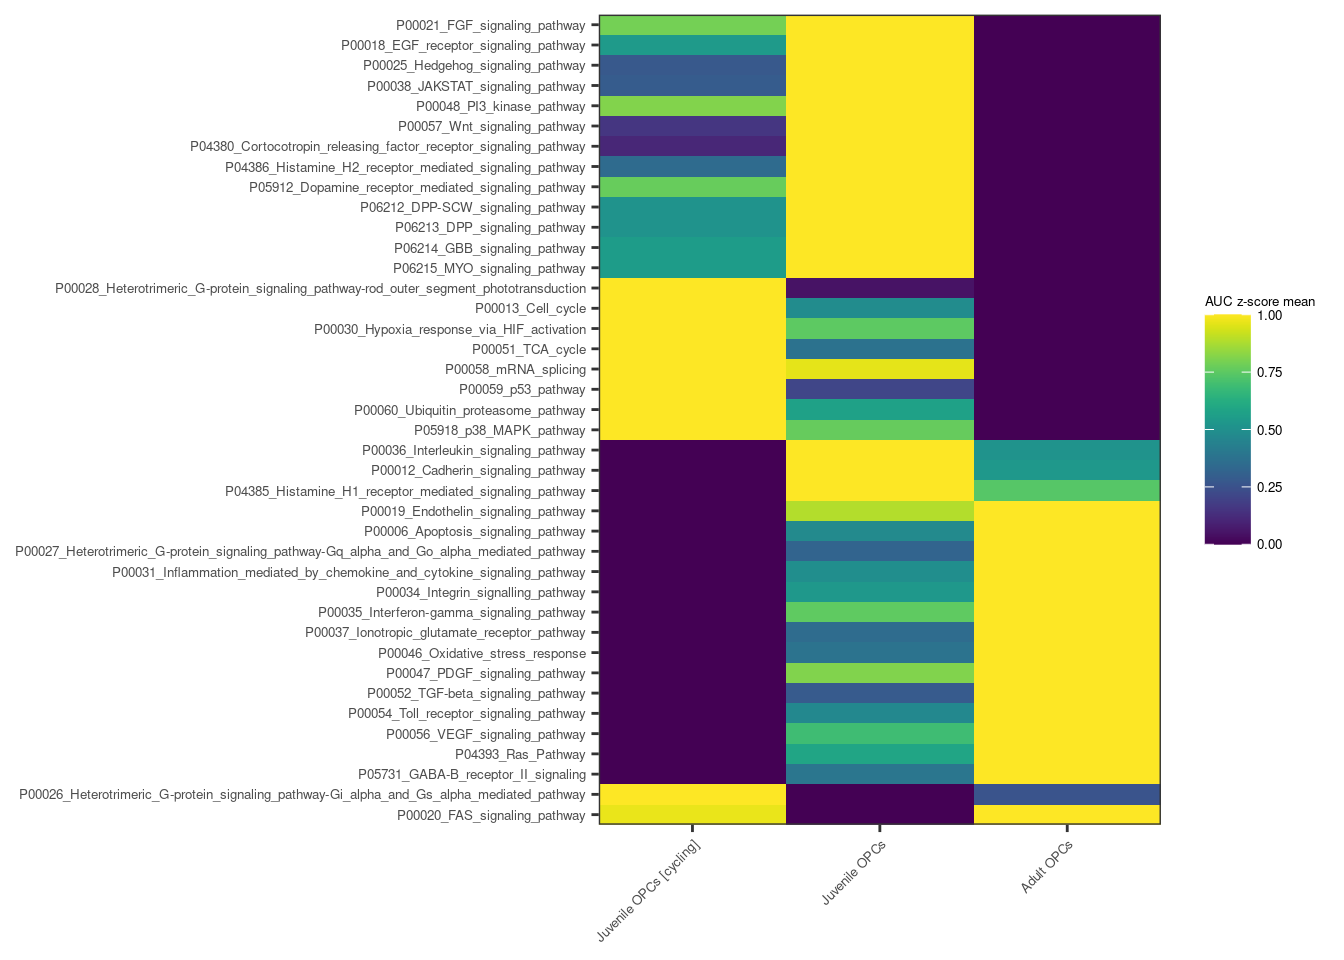 P00021_FGF_signaling_pathway
P00018_EGF_receptor_signaling_pathway
P00025_Hedgehog_signaling_pathway
P00038_JAKSTAT_signaling_pathway
P00048_PI3_kinase_pathway
P00057_Wnt_signaling_pathway
P04380_Cortocotropin_releasing_factor_receptor_signaling_pathway
P04386_Histamine_H2_receptor_mediated_signaling_pathway
P05912_Dopamine_receptor_mediated_signaling_pathway
P06212_DPP-SCW_signaling_pathway
P06213_DPP_signaling_pathway
P06214_GBB_signaling_pathway
P06215_MYO_signaling_pathway
P00028_Heterotrimeric_G-protein_signaling_pathway-rod_outer_segment_phototransduction
P00013_Cell_cycle
P00030_Hypoxia_response_via_HIF_activation
P00051_TCA_cycle
P00058_mRNA_splicing
P00059_p53_pathway
P00060_Ubiquitin_proteasome_pathway
P05918_p38_MAPK_pathway
P00036_Interleukin_signaling_pathway
P00012_Cadherin_signaling_pathway
P04385_Histamine_H1_receptor_mediated_signaling_pathway
P00019_Endothelin_signaling_pathway
P00006_Apoptosis_signaling_pathway
P00027_Heterotrimeric_G-protein_signaling_pathway-Gq_alpha_and_Go_alpha_mediated_pathway
P00031_Inflammation_mediated_by_chemokine_and_cytokine_signaling_pathway
P00034_Integrin_signalling_pathway
P00035_Interferon-gamma_signaling_pathway
P00037_Ionotropic_glutamate_receptor_pathway
P00046_Oxidative_stress_response
P00047_PDGF_signaling_pathway
P00052_TGF-beta_signaling_pathway
P00054_Toll_receptor_signaling_pathway
P00056_VEGF_signaling_pathway
P04393_Ras_Pathway
P05731_GABA-B_receptor_II_signaling
P00026_Heterotrimeric_G-protein_signaling_pathway-Gi_alpha_and_Gs_alpha_mediated_pathway
P00020_FAS_signaling_pathway
Juvenile OPCs [cycling]
Juvenile OPCs
Adult OPCs
AUC z-score mean
1.00
0.75
0.50
0.25
0.00